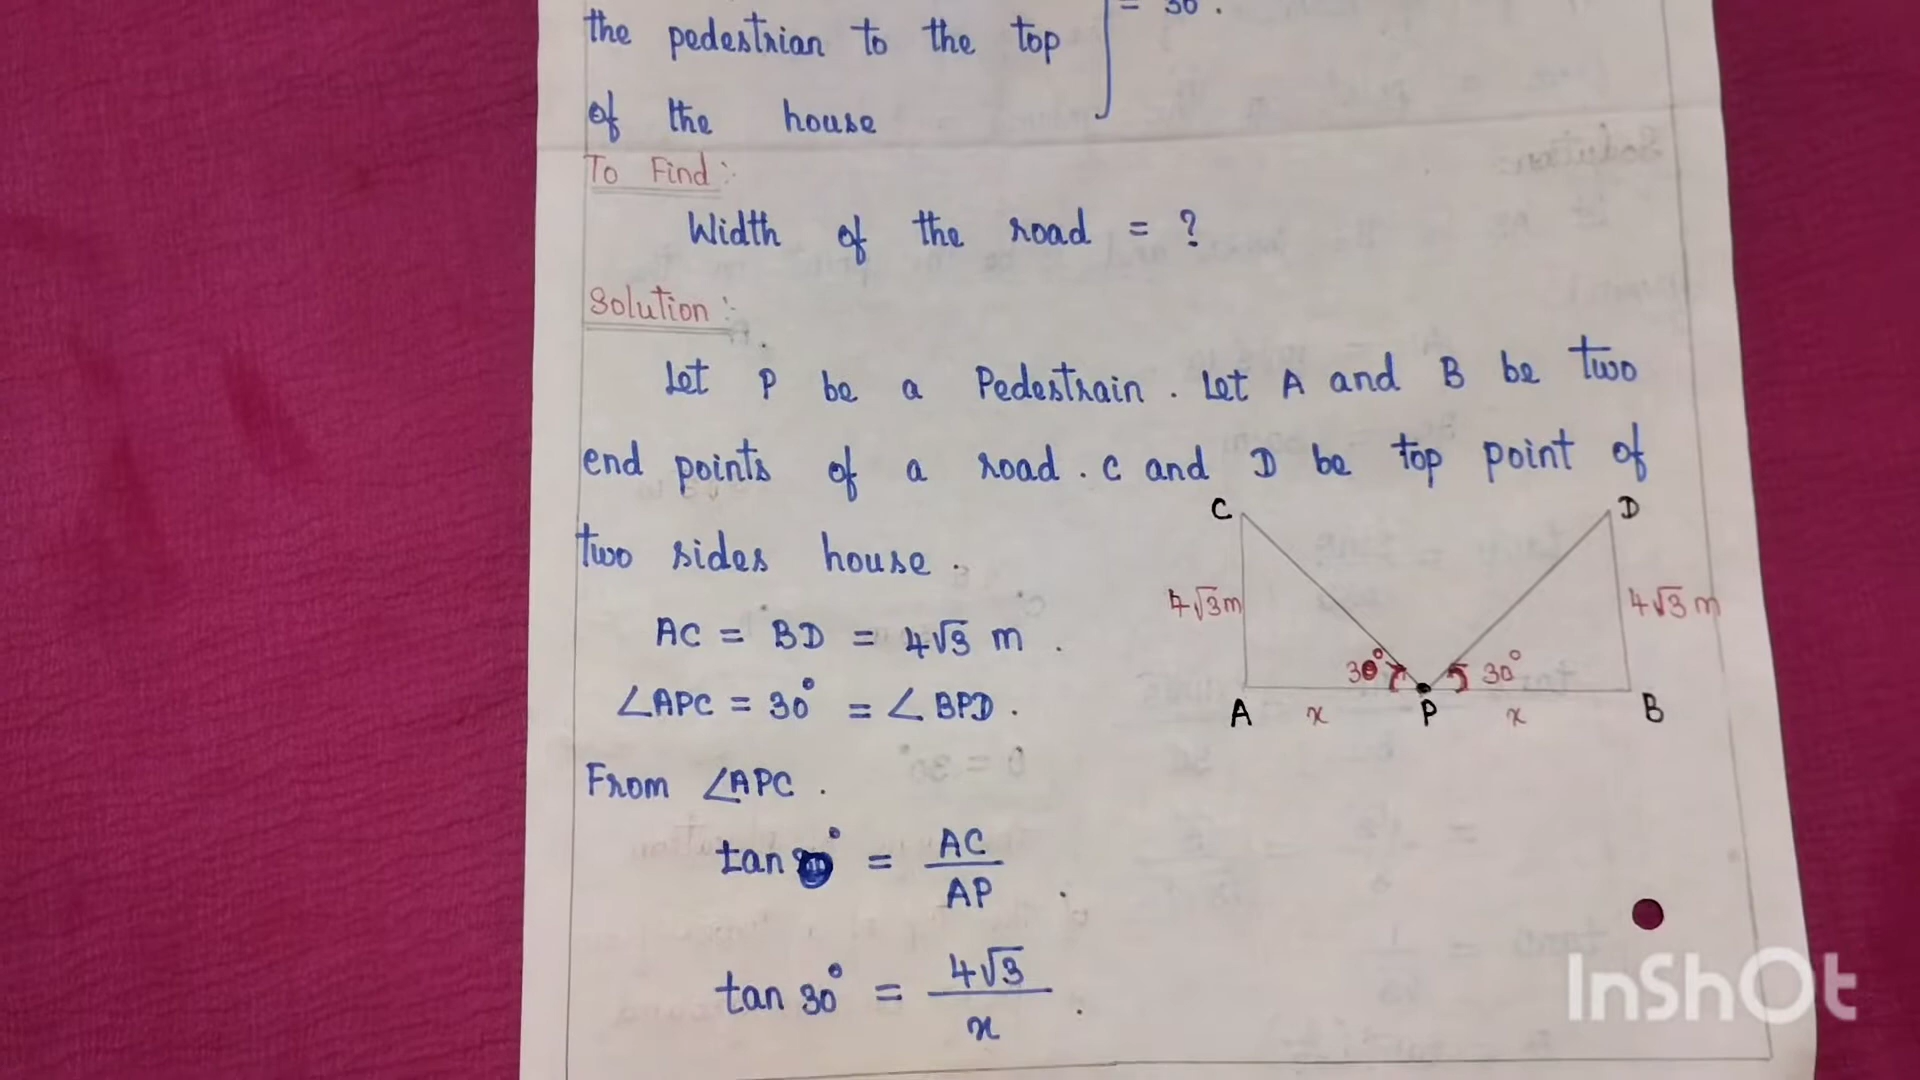 = 30°.
the pedestrian to the top
of the house
To Find :-
Width of the road = ?
Solution :-
Let P be a Pedestrain. Let A and B be two
end points of a road. C and D be top point of
two sides house.
AC = BD = 4√3 m.
∠APC = 30° = ∠BPD.
From ∠APC.
tan ° = AC / AP.
tan 30° = 4√3 / x.
C D
4√3m 4√3 m
30° 30°
A x P x B
InShOt